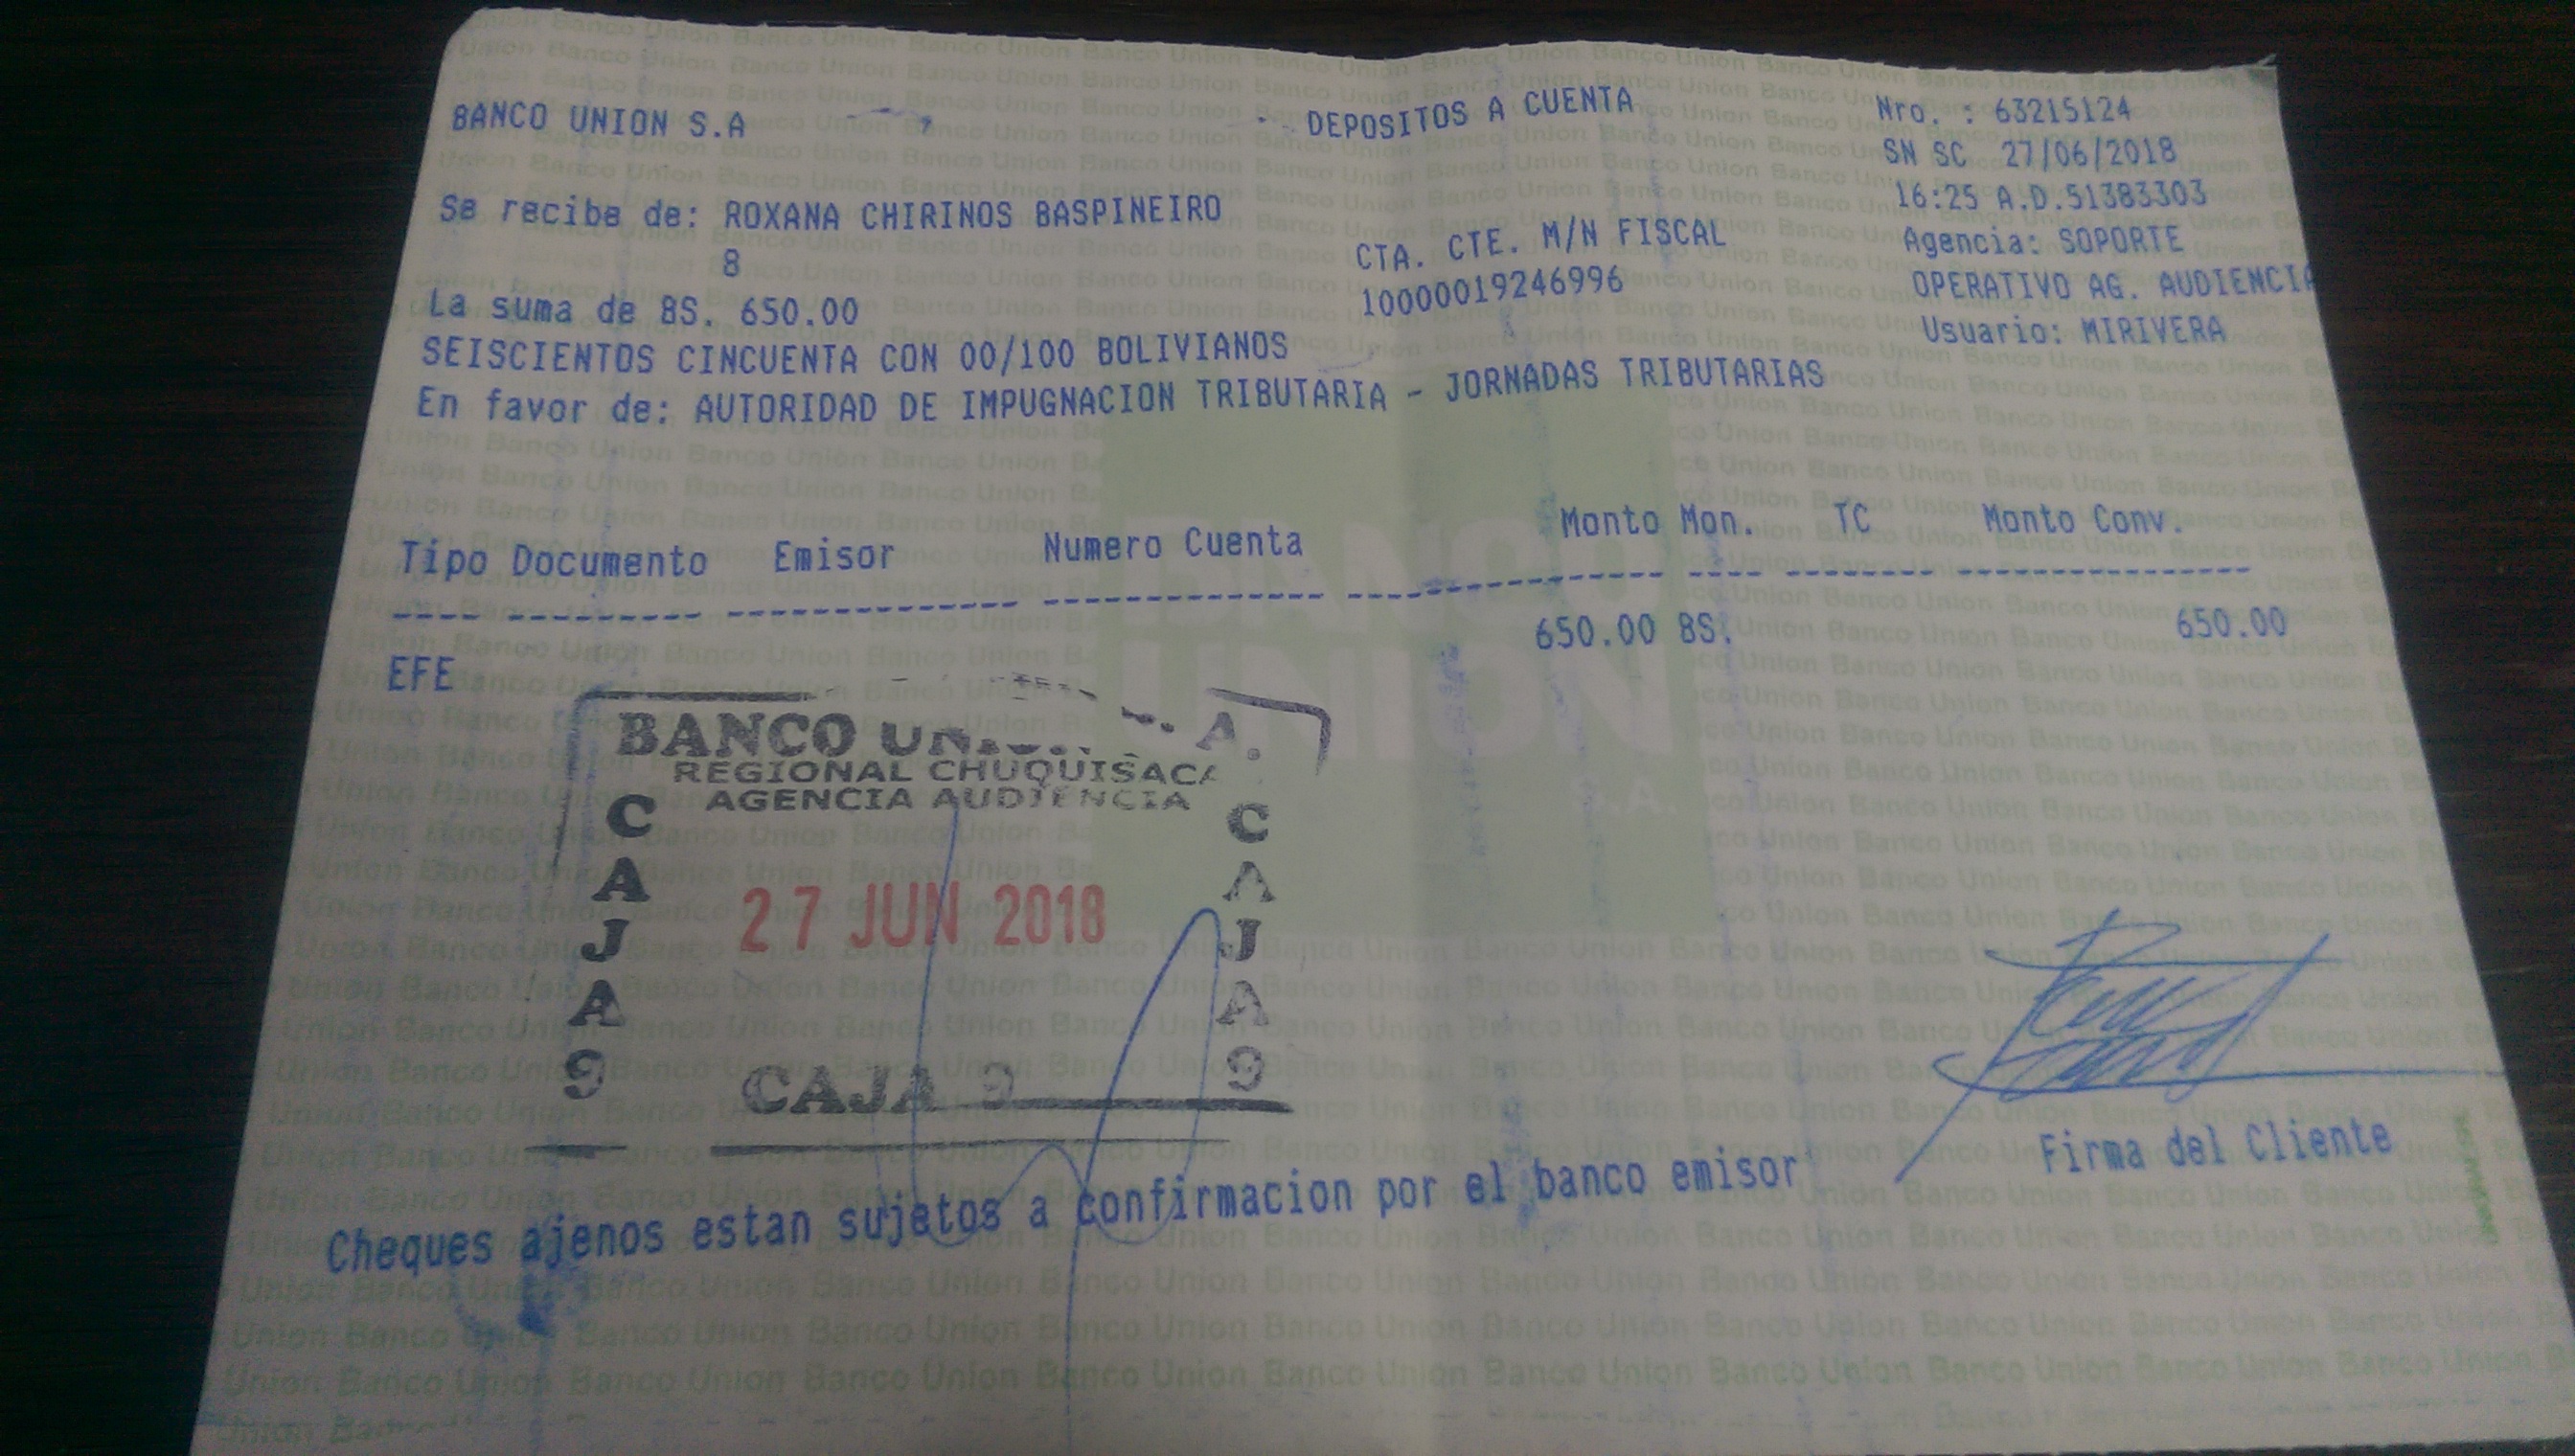 BANCO UNION S.A
DEPOSITOS A CUENTA
Nro. : 63215124
SN SC 27/06/2018
16:25 A.D.51383303
Agencia: SOPORTE
OPERATIVO AG. AUDIENCIA
Usuario: MIRIVERA
Se recibe de: ROXANA CHIRINOS BASPINEIRO
8
CTA. CTE. M/N FISCAL
10000019246996
La suma de BS. 650.00
SEISCIENTOS CINCUENTA CON 00/100 BOLIVIANOS
En favor de: AUTORIDAD DE IMPUGNACION TRIBUTARIA - JORNADAS TRIBUTARIAS
Tipo Documento Emisor Numero Cuenta Monto Mon. TC Monto Conv.
EFE 650.00 BS. 650.00
BANCO UNION
BANCO A.
REGIONAL CHUQUISACA
AGENCIA AUDIENCIA
CAJA 9
27 JUN 2018
CAJA 9
CAJA 9
Firma del Cliente
Cheques ajenos estan sujetos a confirmacion por el banco emisor